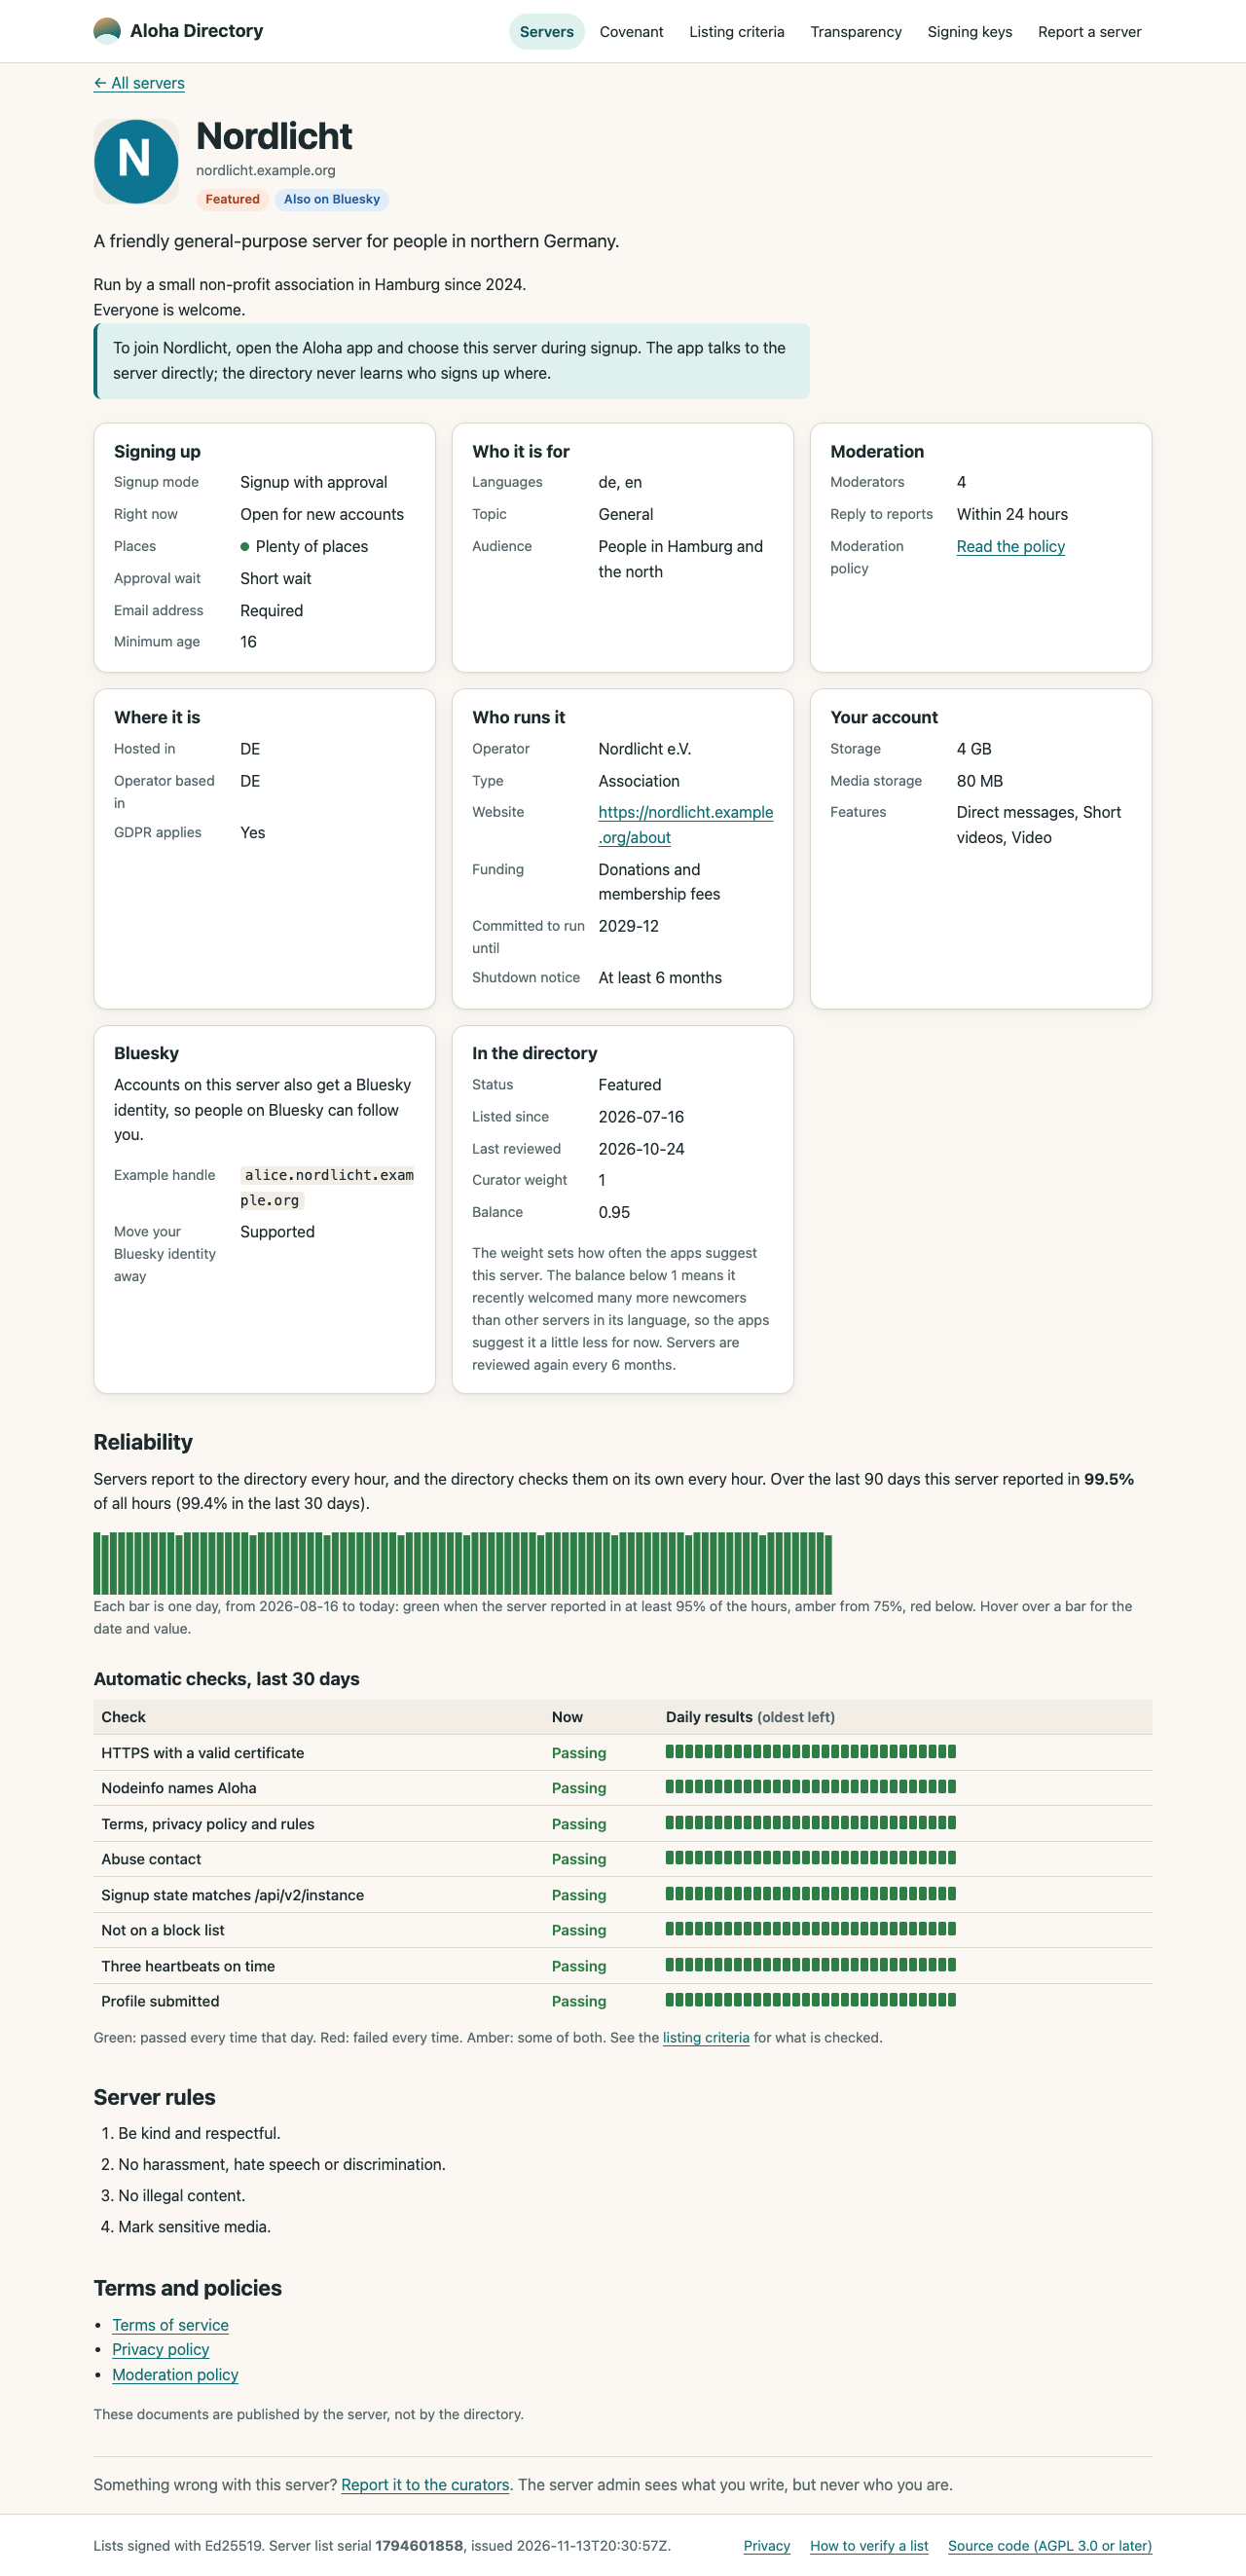 Aloha Directory
Servers
Covenant
Listing criteria
Transparency
Signing keys
Report a server
← All servers
N
Nordlicht
nordlicht.example.org
Featured
Also on Bluesky
A friendly general-purpose server for people in northern Germany.
Run by a small non-profit association in Hamburg since 2024.
Everyone is welcome.
To join Nordlicht, open the Aloha app and choose this server during signup. The app talks to the
server directly; the directory never learns who signs up where.
Signing up
Signup mode Signup with approval
Right now Open for new accounts
Places Plenty of places
Approval wait Short wait
Email address Required
Minimum age 16
Who it is for
Languages de, en
Topic General
Audience People in Hamburg and
the north
Moderation
Moderators 4
Reply to reports Within 24 hours
Moderation Read the policy
policy
Where it is
Hosted in DE
Operator based DE
in
GDPR applies Yes
Who runs it
Operator Nordlicht e.V.
Type Association
Website https://nordlicht.example
.org/about
Funding Donations and
membership fees
Committed to run 2029-12
until
Shutdown notice At least 6 months
Your account
Storage 4 GB
Media storage 80 MB
Features Direct messages, Short
videos, Video
Bluesky
Accounts on this server also get a Bluesky
identity, so people on Bluesky can follow
you.
Example handle alice.nordlicht.exam
ple.org
Move your Supported
Bluesky identity
away
In the directory
Status Featured
Listed since 2026-07-16
Last reviewed 2026-10-24
Curator weight 1
Balance 0.95
The weight sets how often the apps suggest
this server. The balance below 1 means it
recently welcomed many more newcomers
than other servers in its language, so the apps
suggest it a little less for now. Servers are
reviewed again every 6 months.
Reliability
Servers report to the directory every hour, and the directory checks them on its own every hour. Over the last 90 days this server reported in 99.5%
of all hours (99.4% in the last 30 days).
Each bar is one day, from 2026-08-16 to today: green when the server reported in at least 95% of the hours, amber from 75%, red below. Hover over a bar for the
date and value.
Automatic checks, last 30 days
Check Now Daily results (oldest left)
HTTPS with a valid certificate Passing
Nodeinfo names Aloha Passing
Terms, privacy policy and rules Passing
Abuse contact Passing
Signup state matches /api/v2/instance Passing
Not on a block list Passing
Three heartbeats on time Passing
Profile submitted Passing
Green: passed every time that day. Red: failed every time. Amber: some of both. See the listing criteria for what is checked.
Server rules
1. Be kind and respectful.
2. No harassment, hate speech or discrimination.
3. No illegal content.
4. Mark sensitive media.
Terms and policies
• Terms of service
• Privacy policy
• Moderation policy
These documents are published by the server, not by the directory.
Something wrong with this server? Report it to the curators. The server admin sees what you write, but never who you are.
Lists signed with Ed25519. Server list serial 1794601858, issued 2026-11-13T20:30:57Z.
Privacy
How to verify a list
Source code (AGPL 3.0 or later)